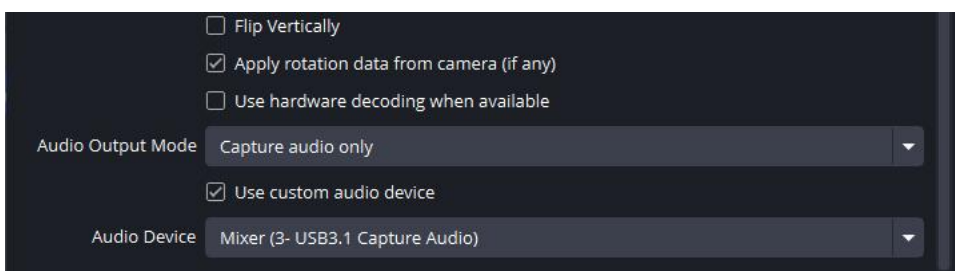 Flip Vertically
Apply rotation data from camera (if any)
Use hardware decoding when available
Audio Output Mode Capture audio only
Use custom audio device
Audio Device Mixer (3- USB3.1 Capture Audio)